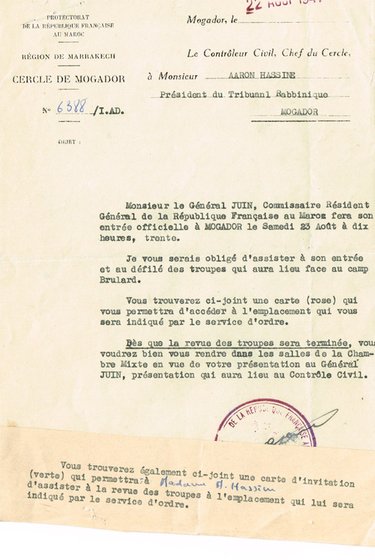 PROTECTORAT
DE LA RÉPUBLIQUE FRANÇAISE
AU MAROC
RÉGION DE MARRAKECH
CERCLE DE MOGADOR
N° 6388 /I.AD.
OBJET :
Mogador, le 22 AOUT 194
Le Contrôleur Civil, Chef du Cercle,
à Monsieur AARON HASSINE
Président du Tribuanl Rabbinique
MOGADOR
Monsieur le Général JUIN, Commissaire Résident
Général de la République Française au Maroc fera son
entrée officielle à MOGADOR le Samedi 23 Août à dix
heures, trente.
Je vous serais obligé d'assister à son entrée
et au défilé des troupes qui aura lieu face au camp
Brulard.
Vous trouverez ci-joint une carte (rose) qui
vous permettra d'accéder à l'emplacement qui vous
sera indiqué par le service d'ordre.
Dès que la revue des troupes sera terminée, vous
voudrez bien vous rendre dans les salles de la Cham-
bre Mixte en vue de votre présentation au Général
JUIN, présentation qui aura lieu au Contrôle Civil.
DE LA RÉPUBLIQUE FRANÇAISE A
Vous trouverez également ci-joint une carte d'invitation
(verte) qui permettra à Madame A. Hassin
d'assister à la revue des troupes à l'emplacement qui lui sera
indiqué par le service d'ordre.